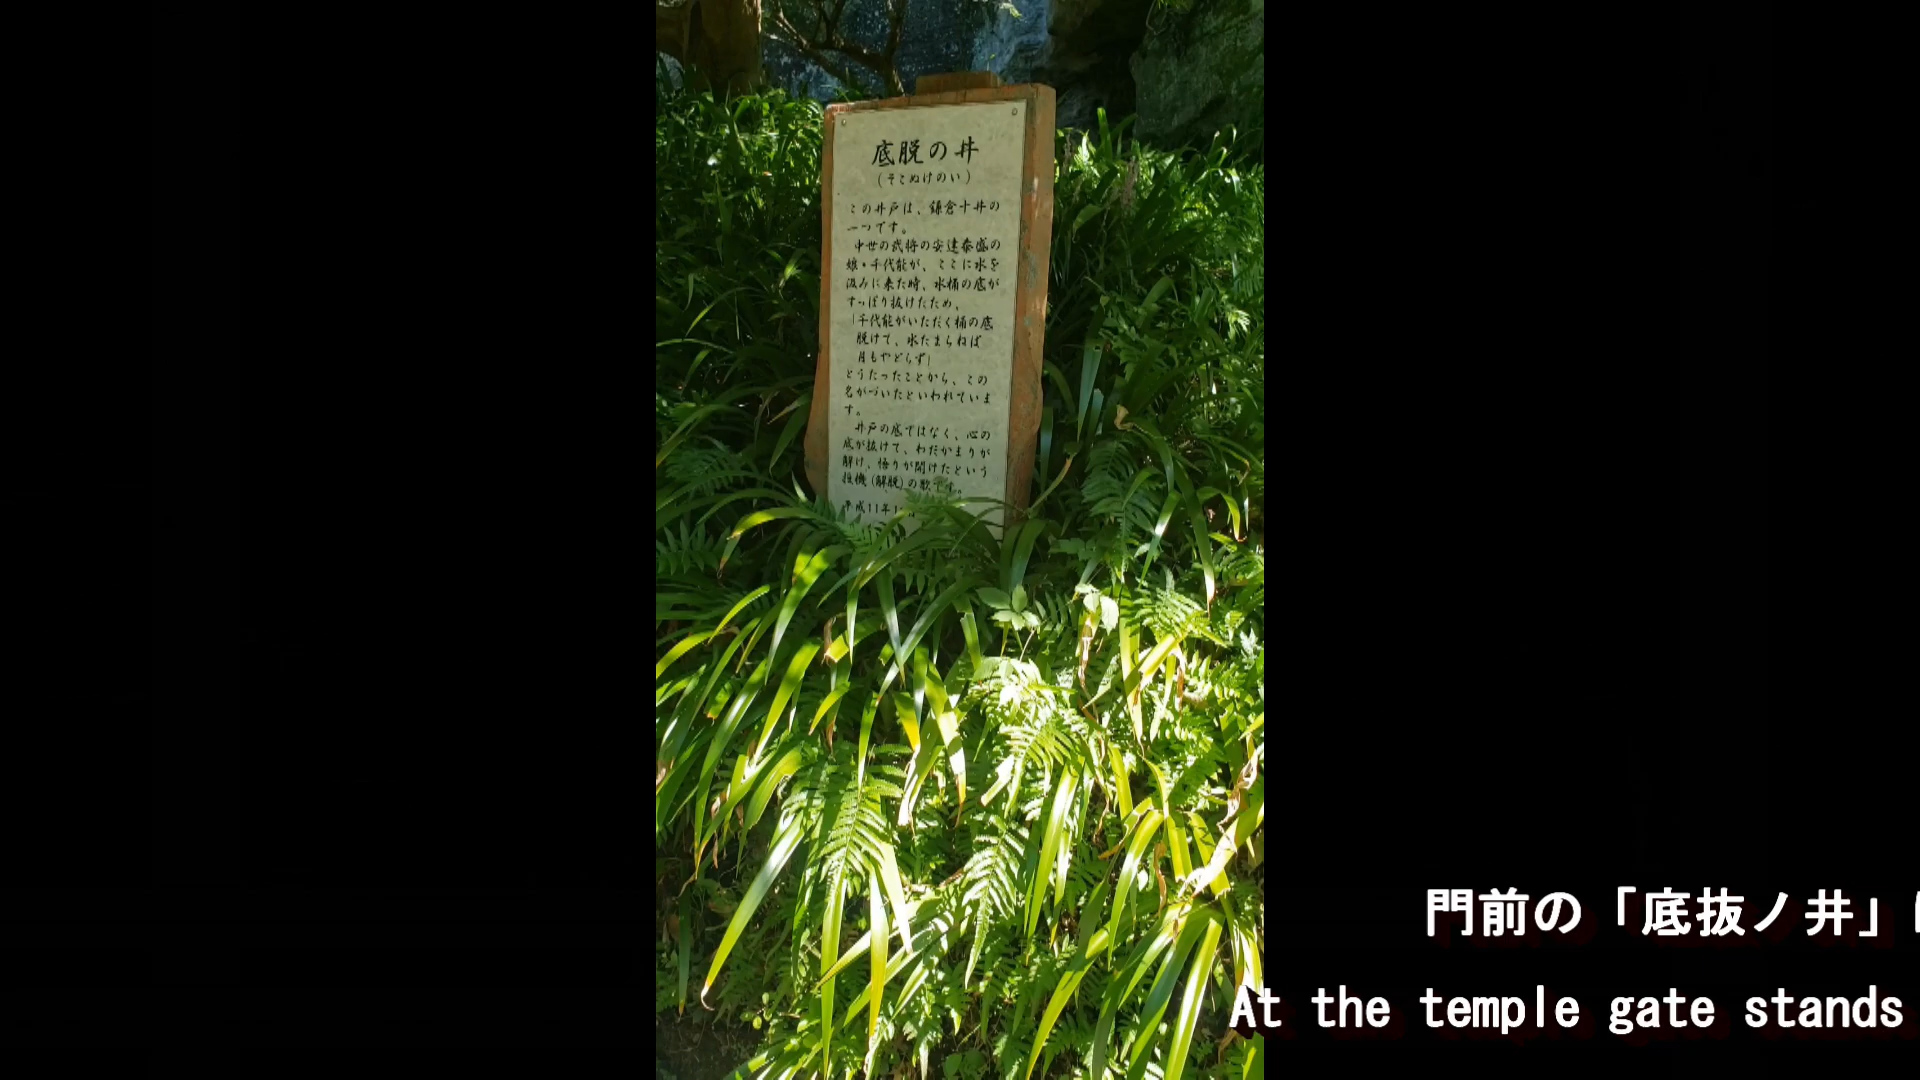 底脱の井
(そこぬけのい)
この井戸は、鎌倉十井の
一つです。
中世の武将の安達泰盛の
娘・千代能が、ここに水を
汲みに来た時、水桶の底が
すっぽり抜けたため、
「千代能がいただく桶の底
脱けて、水たまらねば
月もやどらず」
とうたったことから、この
名がついたといわれていま
す。
井戸の底ではなく、心の
底が抜けて、わだかまりが
解け、悟りが開けたという
投機(解脱)の歌です。
平成11年1
門前の「底抜ノ井」
At the temple gate stands